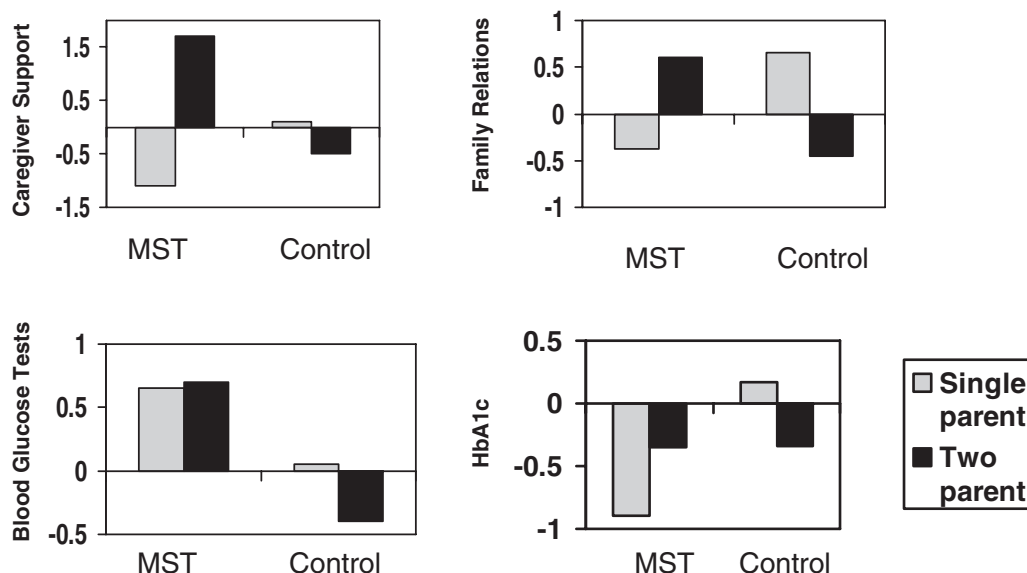 Caregiver Support
1.5
0.5
-0.5
-1.5
MST Control
Family Relations
1
0.5
0
-0.5
-1
MST Control
Blood Glucose Tests
1
0.5
0
-0.5
MST Control
HbA1c
0.5
0
-0.5
-1
MST Control
Single
parent
Two
parent